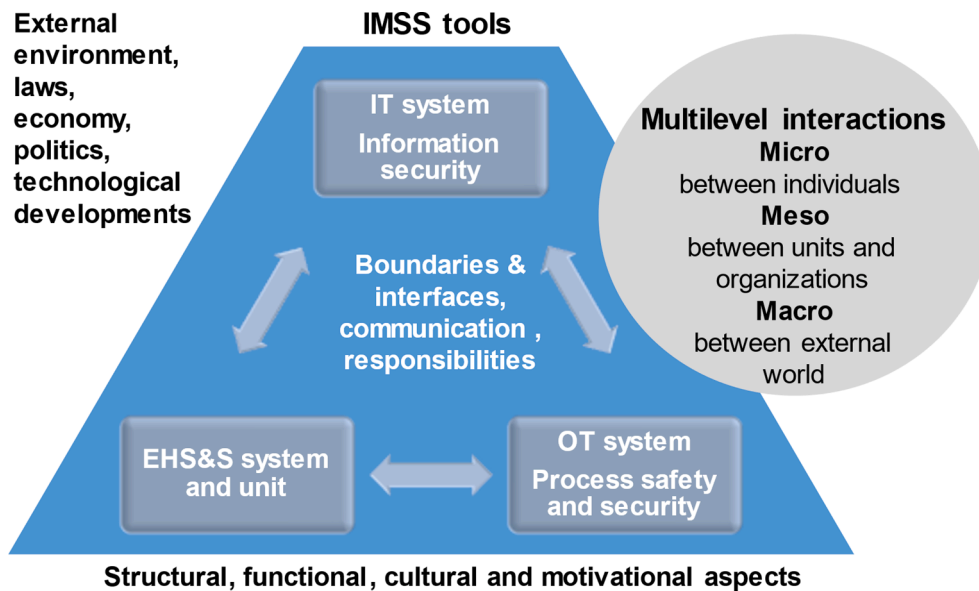 External
environment,
laws,
economy,
politics,
technological
developments
IMSS tools
IT system
Information
security
Multilevel interactions
Micro
between individuals
Meso
between units and
organizations
Macro
between external
world
Boundaries &
interfaces,
communication ,
responsibilities
EHS&S system
and unit
OT system
Process safety
and security
Structural, functional, cultural and motivational aspects